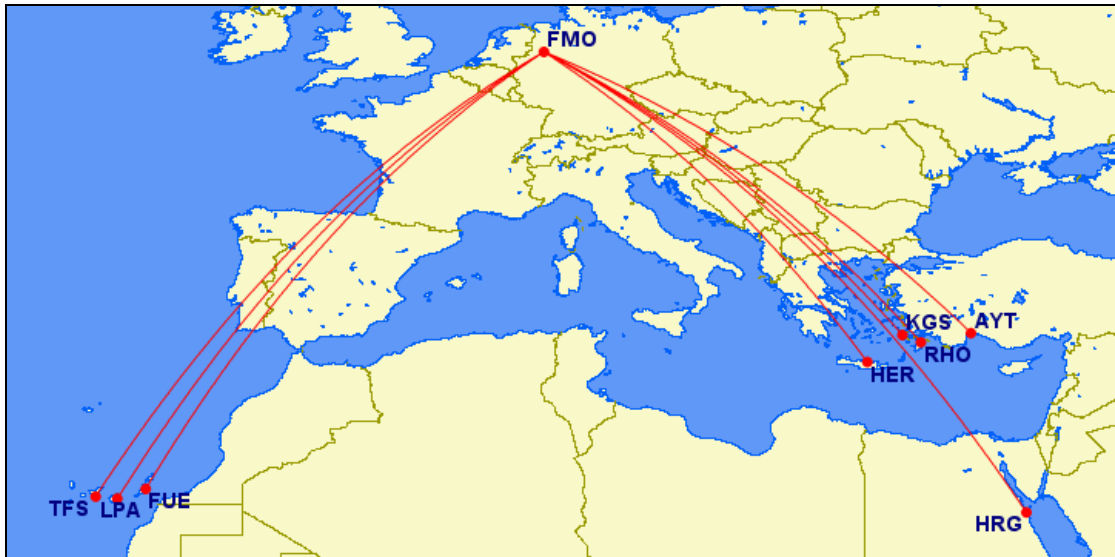 FMO
KGS
AYT
RHO
HER
TFS
LPA
FUE
HRG